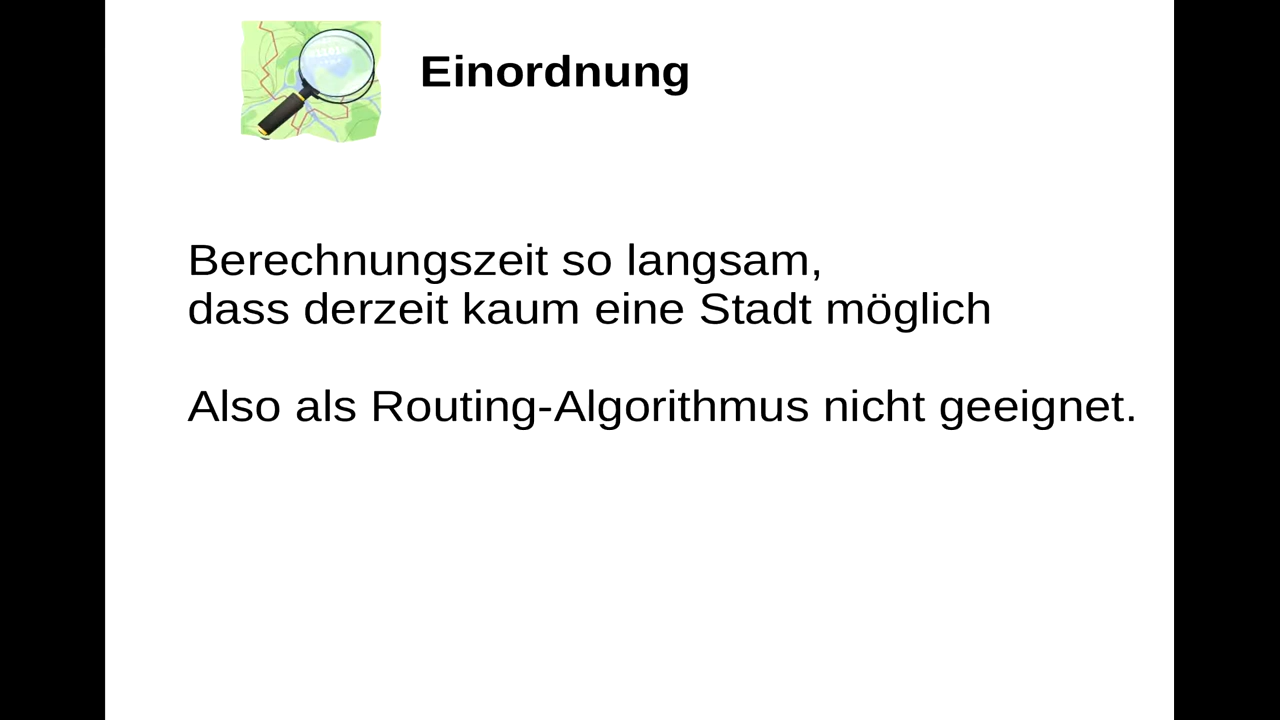 Einordnung
Berechnungszeit so langsam,
dass derzeit kaum eine Stadt möglich
Also als Routing-Algorithmus nicht geeignet.